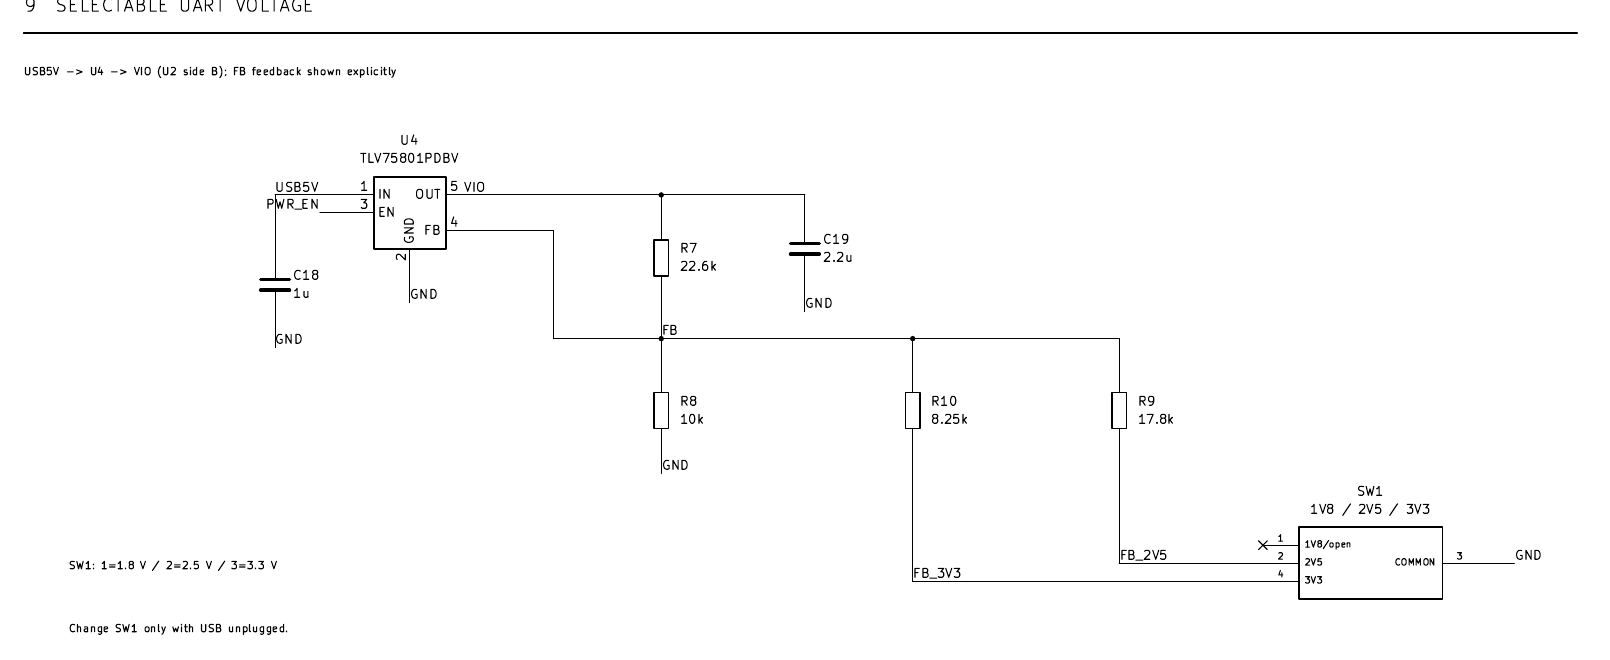 9 SELECTABLE UART VOLTAGE
USB5V -> U4 -> VIO (U2 side B); FB feedback shown explicitly
U4
TLV75801PDBV
USB5V 1 IN OUT 5 VIO
PWR_EN 3 EN
GND FB 4
2
GND
C18
1u
GND
R7
22.6k
C19
2.2u
GND
FB
R8
10k
GND
R10
8.25k
R9
17.8k
SW1
1V8 / 2V5 / 3V3
1 1V8/open
FB_2V5 2 2V5 COMMON 3 GND
FB_3V3 4 3V3
SW1: 1=1.8 V / 2=2.5 V / 3=3.3 V
Change SW1 only with USB unplugged.